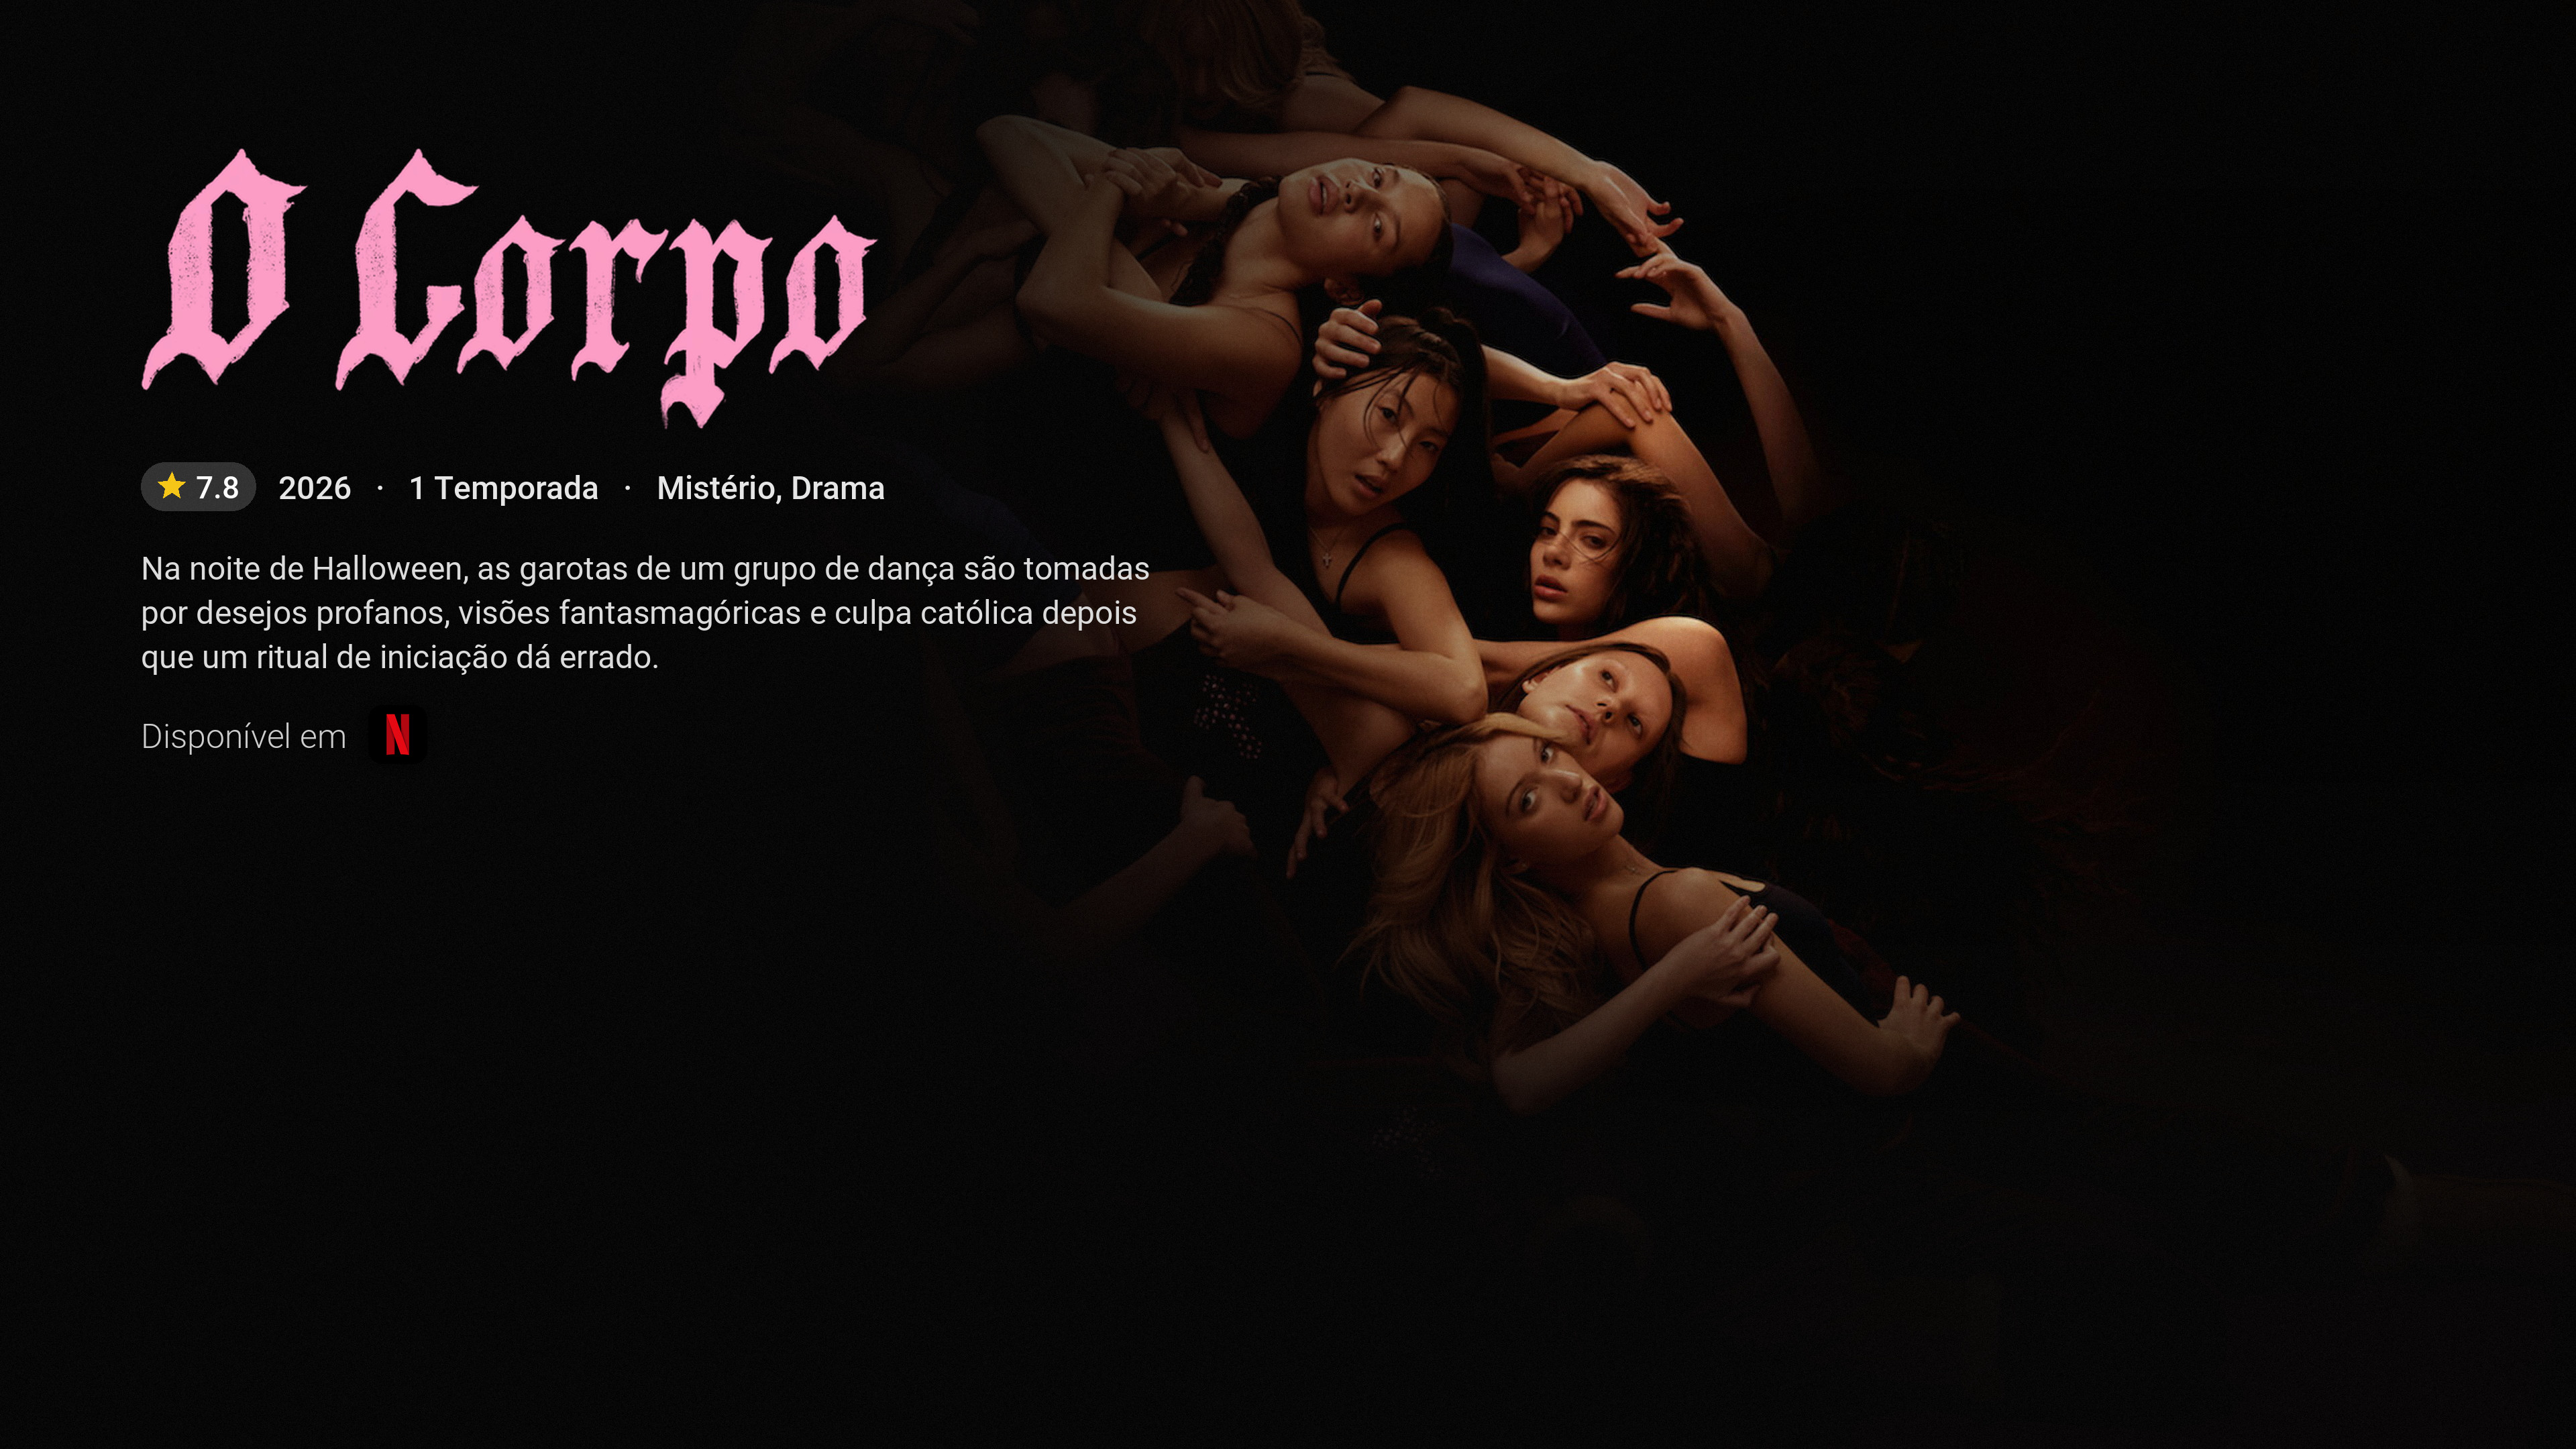 O Corpo
7.8 2026 · 1 Temporada · Mistério, Drama
Na noite de Halloween, as garotas de um grupo de dança são tomadas
por desejos profanos, visões fantasmagóricas e culpa católica depois
que um ritual de iniciação dá errado.
Disponível em N